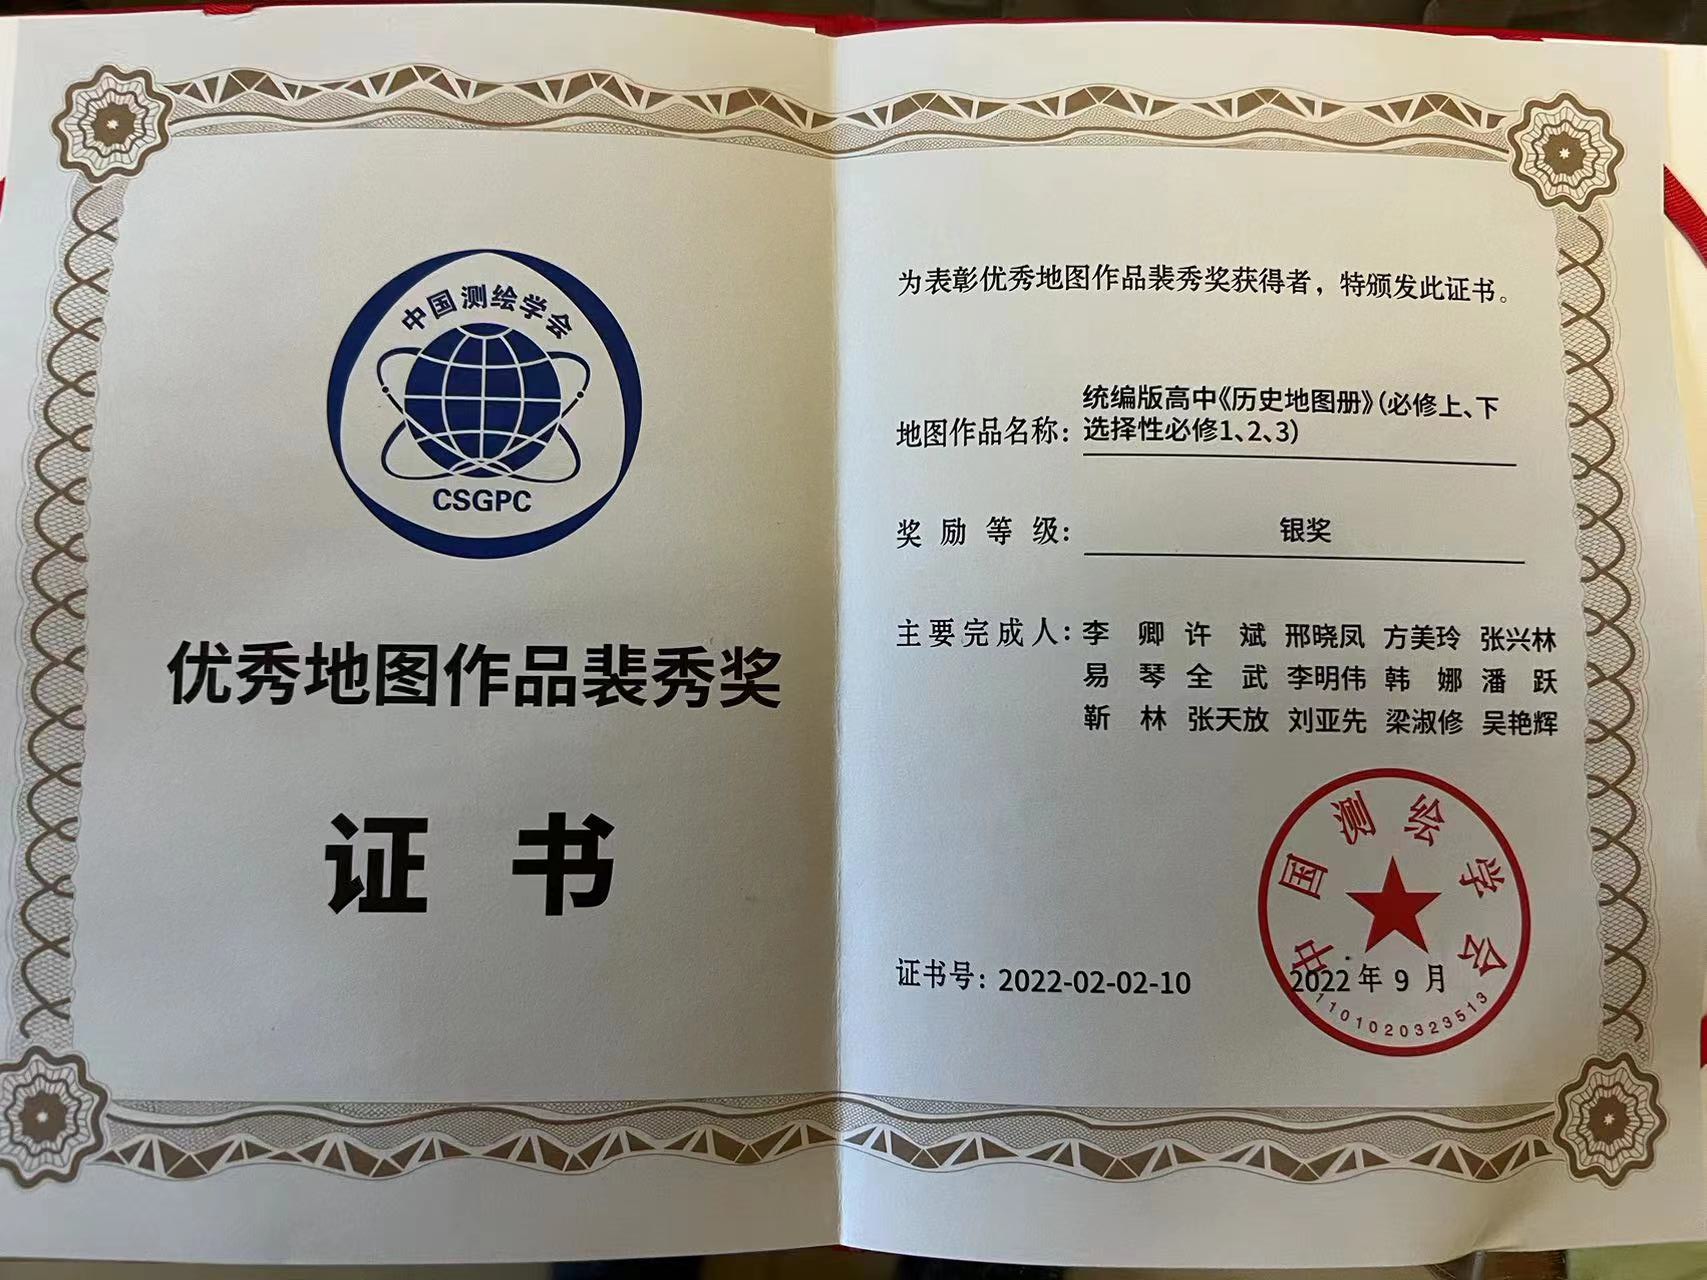 中国测绘学会
CSGPC
优秀地图作品裴秀奖
证 书
为表彰优秀地图作品裴秀奖获得者，特颁发此证书。
地图作品名称：统编版高中《历史地图册》（必修上、下
选择性必修1、2、3）
奖励等级：银奖
主要完成人：李卿 许斌 邢晓凤 方美玲 张兴林
易琴 全武 李明伟 韩娜 潘跃
靳林 张天放 刘亚先 梁淑修 吴艳辉
中国测绘学会
证书号：2022-02-02-10
2022年9月
1101020323513